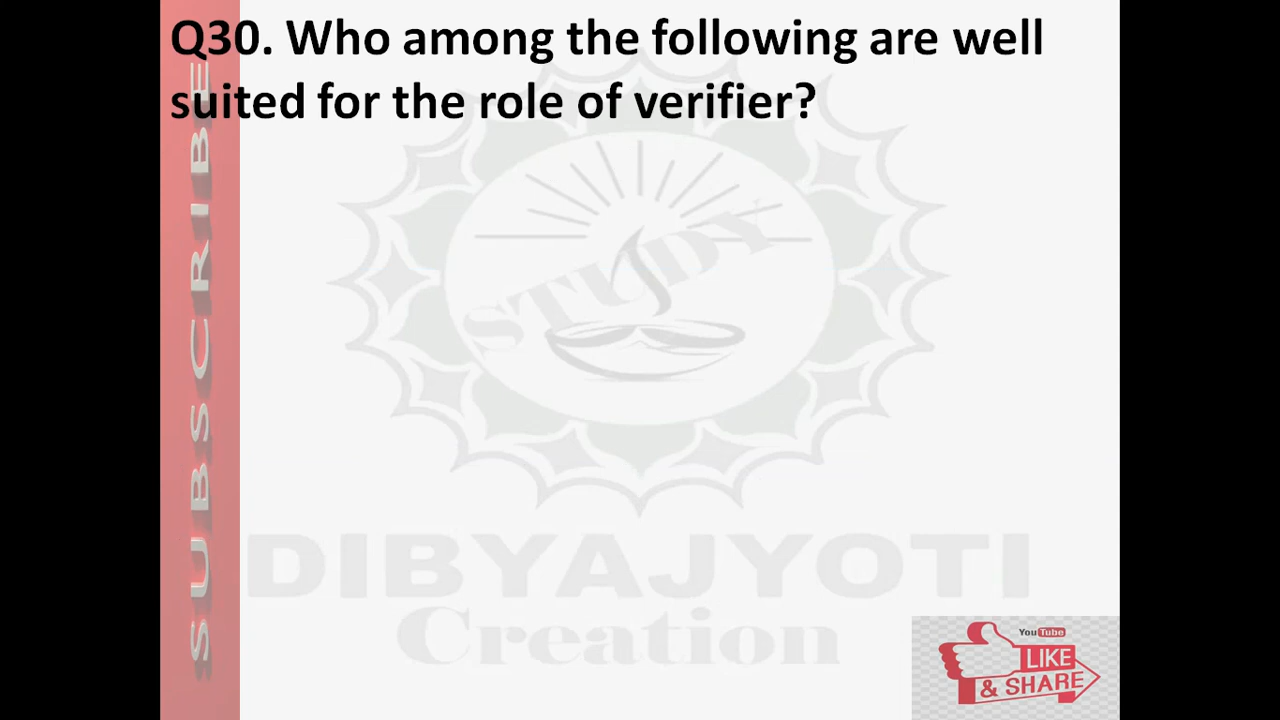 Q30. Who among the following are well
suited for the role of verifier?
SUBSCRIBE
STUDY
DIBYAJYOTI
Creation
YouTube
LIKE
& SHARE